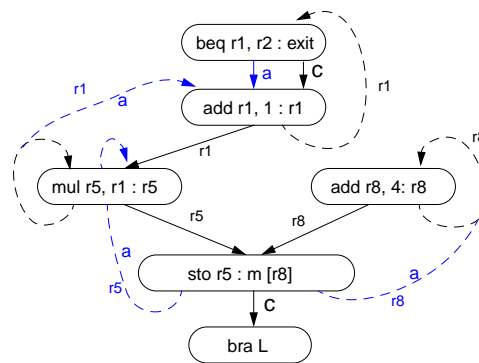 beq r1, r2 : exit
a
c
r1
r1
a
add r1, 1 : r1
r1
r8
mul r5, r1 : r5
add r8, 4: r8
r5
r8
a
a
r5
sto r5 : m [r8]
r8
c
bra L